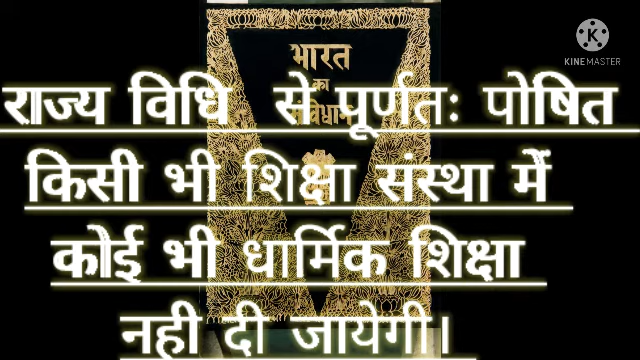 KINEMASTER
भारत
का
संविधान
राज्य विधि से पूर्णतः पोषित
किसी भी शिक्षा संस्था में
कोई भी धार्मिक शिक्षा
नही दी जायेगी।